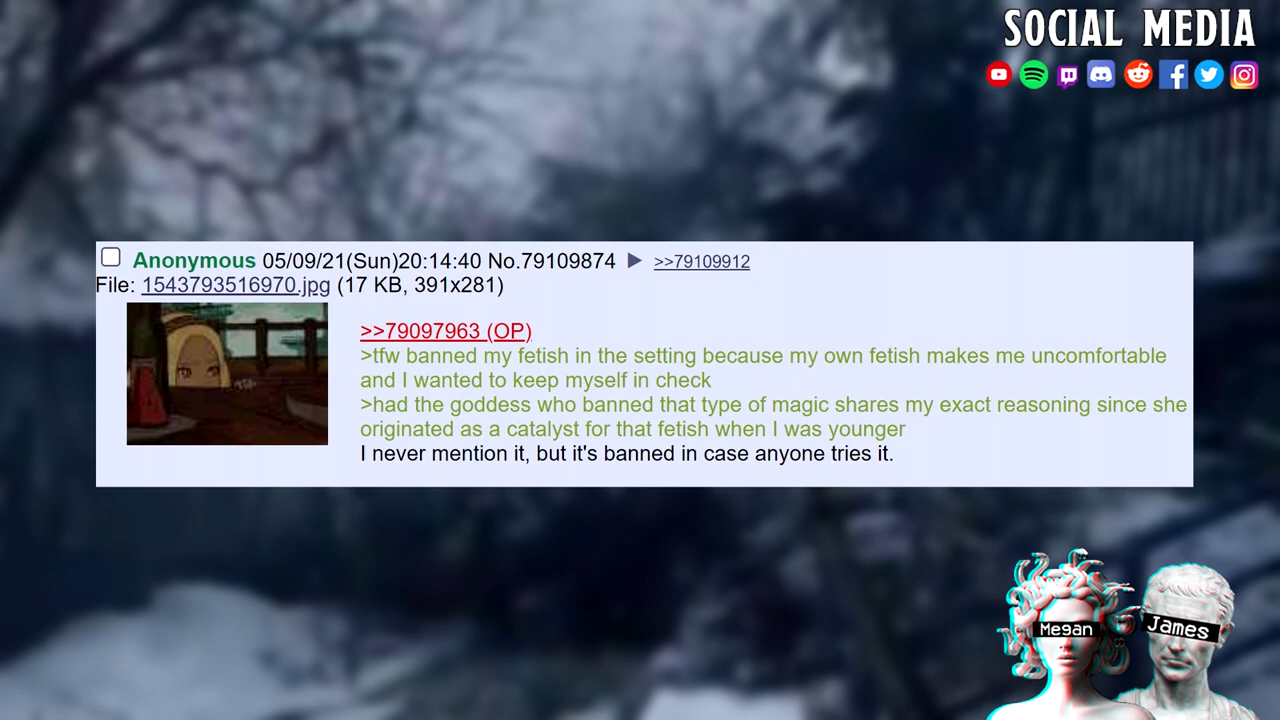 SOCIAL MEDIA
Anonymous 05/09/21(Sun)20:14:40 No.79109874 ▶ >>79109912
File: 1543793516970.jpg (17 KB, 391x281)
>>79097963 (OP)
>tfw banned my fetish in the setting because my own fetish makes me uncomfortable
and I wanted to keep myself in check
>had the goddess who banned that type of magic shares my exact reasoning since she
originated as a catalyst for that fetish when I was younger
I never mention it, but it's banned in case anyone tries it.
Megan
James